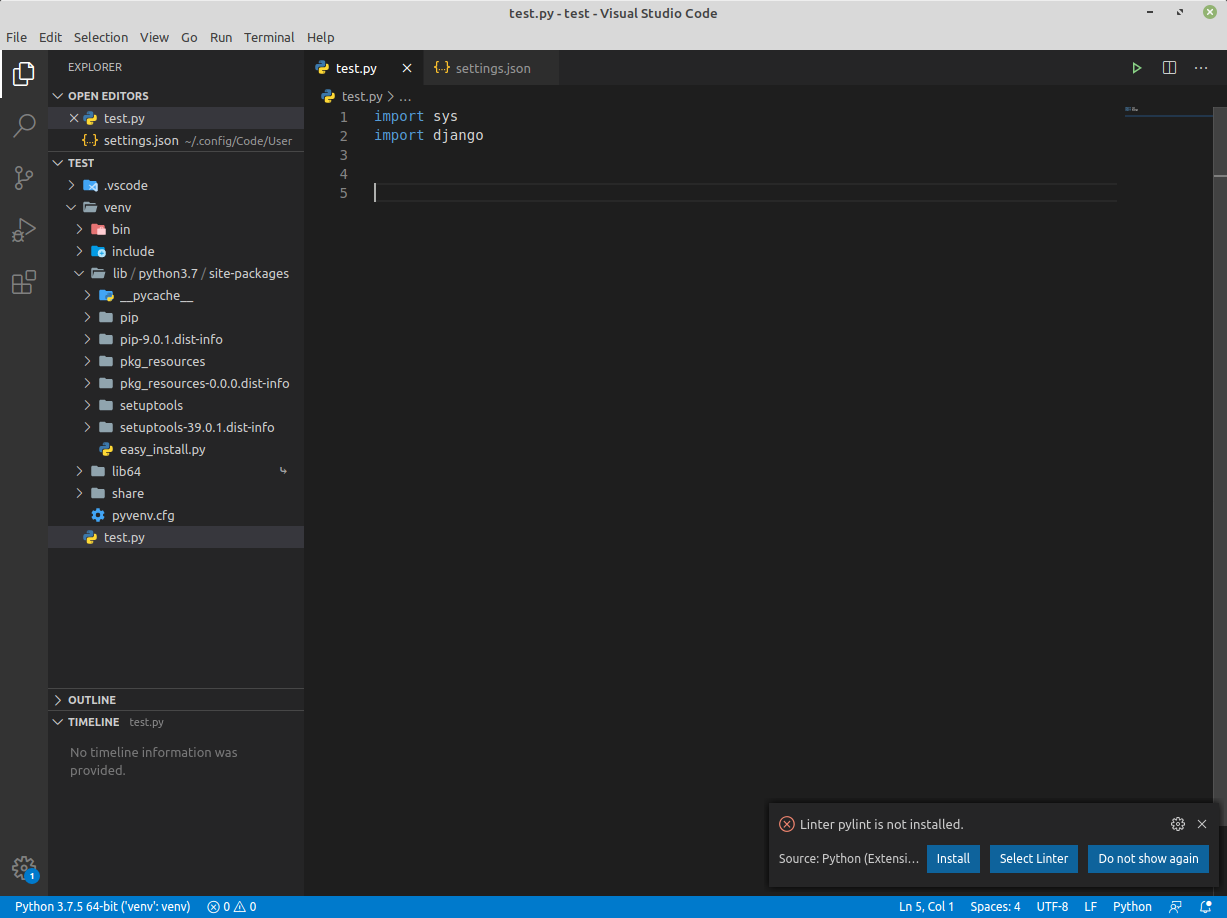 test.py - test - Visual Studio Code
File Edit Selection View Go Run Terminal Help
EXPLORER
OPEN EDITORS
test.py
settings.json ~/.config/Code/User
TEST
.vscode
venv
bin
include
lib / python3.7 / site-packages
__pycache__
pip
pip-9.0.1.dist-info
pkg_resources
pkg_resources-0.0.0.dist-info
setuptools
setuptools-39.0.1.dist-info
easy_install.py
lib64
share
pyvenv.cfg
test.py
OUTLINE
TIMELINE test.py
No timeline information was
provided.
1
test.py settings.json
test.py > ...
1 import sys
2 import django
3
4
5
Linter pylint is not installed.
Source: Python (Extensi... Install Select Linter Do not show again
Python 3.7.5 64-bit ('venv': venv) 0 0 Ln 5, Col 1 Spaces: 4 UTF-8 LF Python